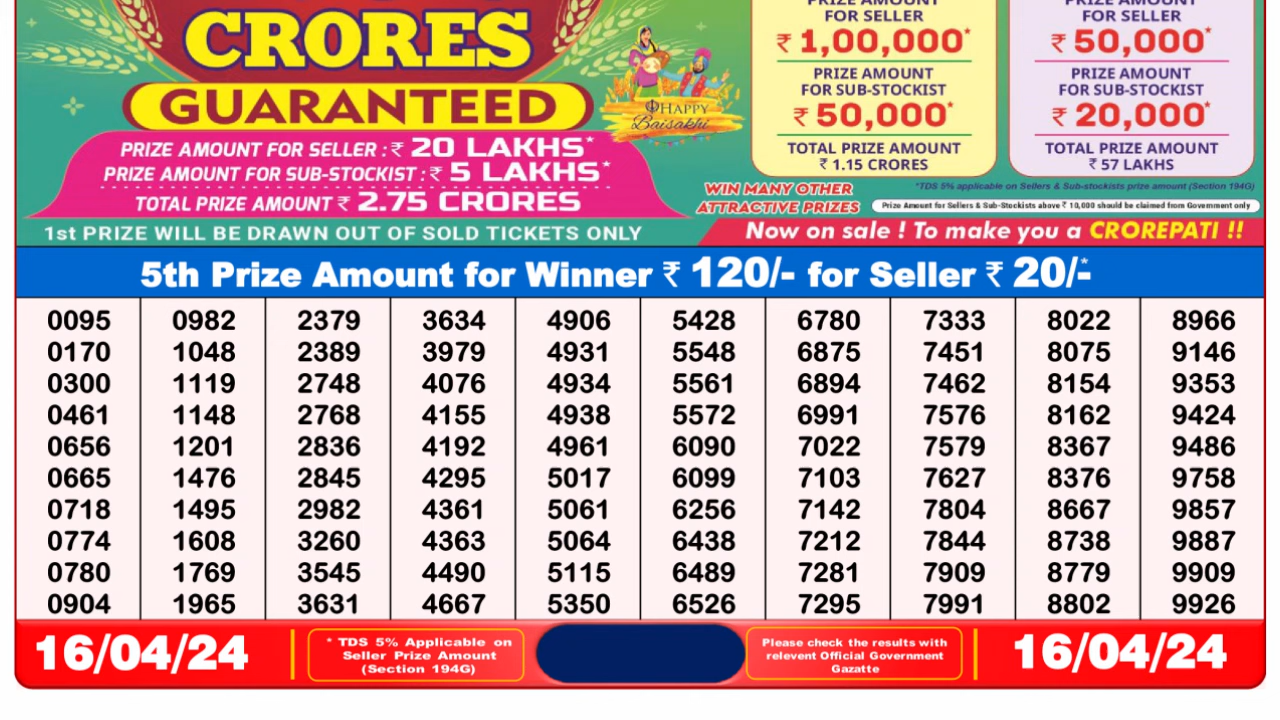 CRORES
GUARANTEED
PRIZE AMOUNT FOR SELLER : ₹ 20 LAKHS*
PRIZE AMOUNT FOR SUB-STOCKIST : ₹ 5 LAKHS*
TOTAL PRIZE AMOUNT ₹ 2.75 CRORES
1st PRIZE WILL BE DRAWN OUT OF SOLD TICKETS ONLY
HAPPY
Baisakhi
PRIZE AMOUNT
FOR SELLER
₹ 1,00,000*
PRIZE AMOUNT
FOR SUB-STOCKIST
₹ 50,000*
TOTAL PRIZE AMOUNT
₹ 1.15 CRORES
PRIZE AMOUNT
FOR SELLER
₹ 50,000*
PRIZE AMOUNT
FOR SUB-STOCKIST
₹ 20,000*
TOTAL PRIZE AMOUNT
₹ 57 LAKHS
WIN MANY OTHER
ATTRACTIVE PRIZES
*TDS 5% applicable on Sellers & Sub-stockists prize amount (Section 194G)
Prize Amount for Sellers & Sub-Stockists above ₹ 10,000 should be claimed from Government only
Now on sale ! To make you a CROREPATI !!
5th Prize Amount for Winner ₹ 120/- for Seller ₹ 20/-*
0095 0982 2379 3634 4906 5428 6780 7333 8022 8966
0170 1048 2389 3979 4931 5548 6875 7451 8075 9146
0300 1119 2748 4076 4934 5561 6894 7462 8154 9353
0461 1148 2768 4155 4938 5572 6991 7576 8162 9424
0656 1201 2836 4192 4961 6090 7022 7579 8367 9486
0665 1476 2845 4295 5017 6099 7103 7627 8376 9758
0718 1495 2982 4361 5061 6256 7142 7804 8667 9857
0774 1608 3260 4363 5064 6438 7212 7844 8738 9887
0780 1769 3545 4490 5115 6489 7281 7909 8779 9909
0904 1965 3631 4667 5350 6526 7295 7991 8802 9926
16/04/24
* TDS 5% Applicable on
Seller Prize Amount
(Section 194G)
Please check the results with
relevent Official Government
Gazatte
16/04/24